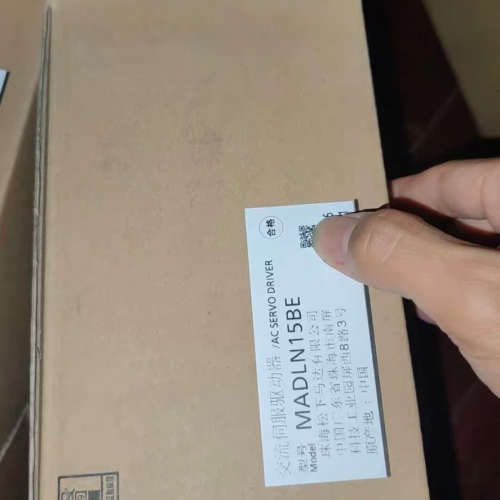 合格
交流伺服驱动器 /AC SERVO DRIVER
型号 Model MADLN15BE
珠海松下马达有限公司
中国广东省珠海市南屏
科技工业园屏西8路3号
原产地：中国